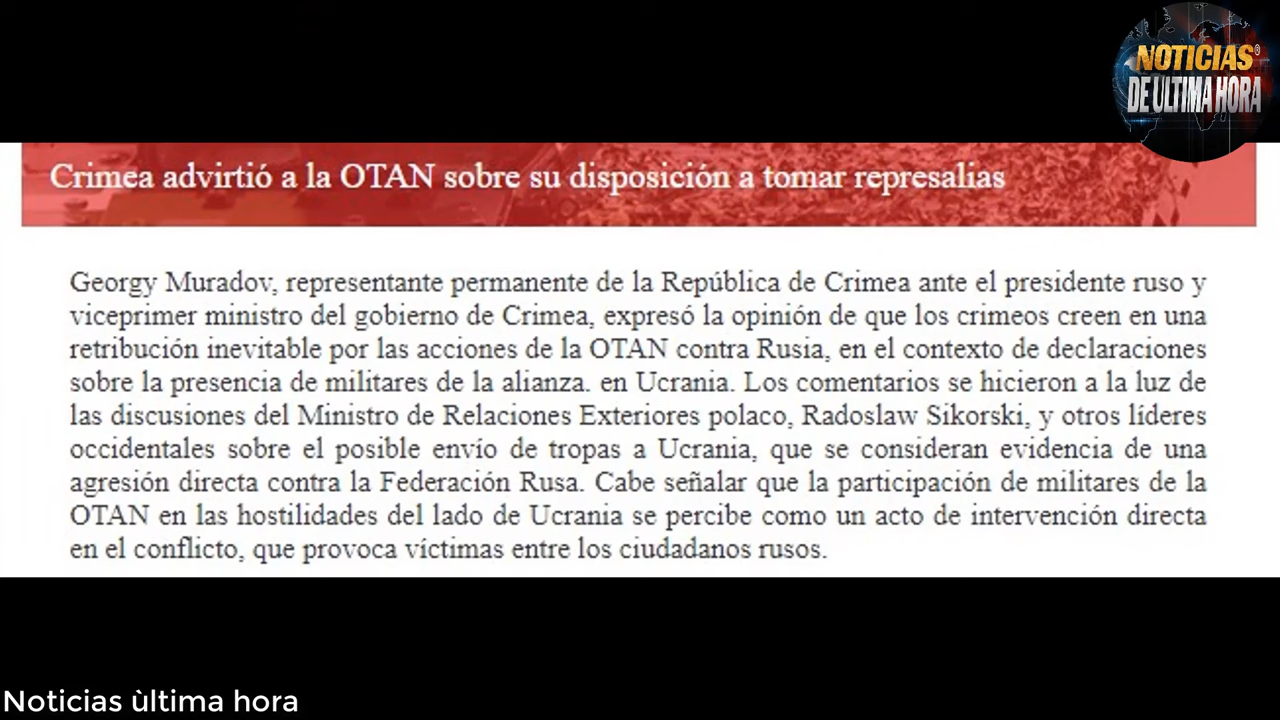 NOTICIAS®
DE ULTIMA HORA
Crimea advirtió a la OTAN sobre su disposición a tomar represalias
Georgy Muradov, representante permanente de la República de Crimea ante el presidente ruso y
viceprimer ministro del gobierno de Crimea, expresó la opinión de que los crimeos creen en una
retribución inevitable por las acciones de la OTAN contra Rusia, en el contexto de declaraciones
sobre la presencia de militares de la alianza. en Ucrania. Los comentarios se hicieron a la luz de
las discusiones del Ministro de Relaciones Exteriores polaco, Radoslaw Sikorski, y otros líderes
occidentales sobre el posible envío de tropas a Ucrania, que se consideran evidencia de una
agresión directa contra la Federación Rusa. Cabe señalar que la participación de militares de la
OTAN en las hostilidades del lado de Ucrania se percibe como un acto de intervención directa
en el conflicto, que provoca víctimas entre los ciudadanos rusos.
Noticias ùltima hora